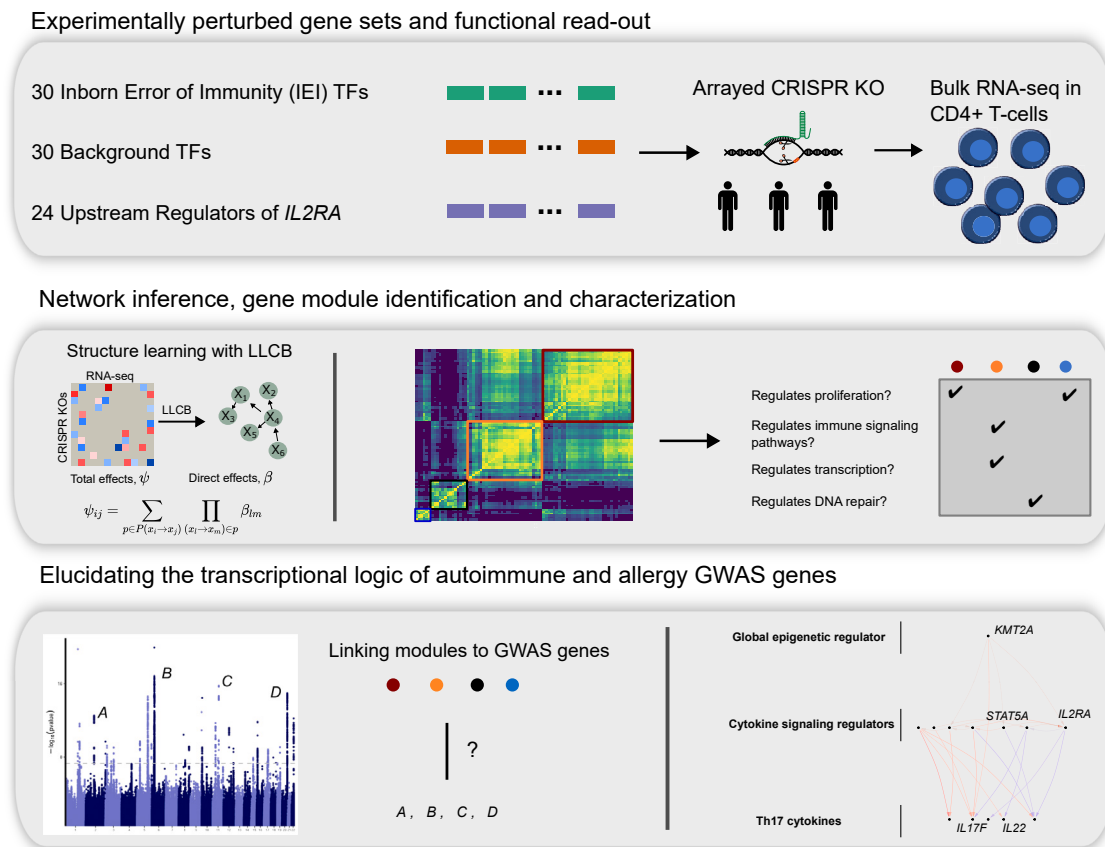 Experimentally perturbed gene sets and functional read-out
30 Inborn Error of Immunity (IEI) TFs
30 Background TFs
24 Upstream Regulators of IL2RA
...
...
...
Arrayed CRISPR KO
Bulk RNA-seq in
CD4+ T-cells
Network inference, gene module identification and characterization
Structure learning with LLCB
RNA-seq
CRISPR KOs
LLCB
X1
X2
X3
X4
X5
X6
Total effects, ψ
Direct effects, β
ψij = ∑ p∈P(xi→xj) ∏ (xl→xm)∈p βlm
Regulates proliferation?
✔ ✔
Regulates immune signaling
pathways?
✔
Regulates transcription?
✔
Regulates DNA repair?
✔
Elucidating the transcriptional logic of autoimmune and allergy GWAS genes
−log10(pvalue)
A
B
C
D
Linking modules to GWAS genes
?
A , B , C , D
Global epigenetic regulator
KMT2A
Cytokine signaling regulators
STAT5A
IL2RA
Th17 cytokines
IL17F
IL22